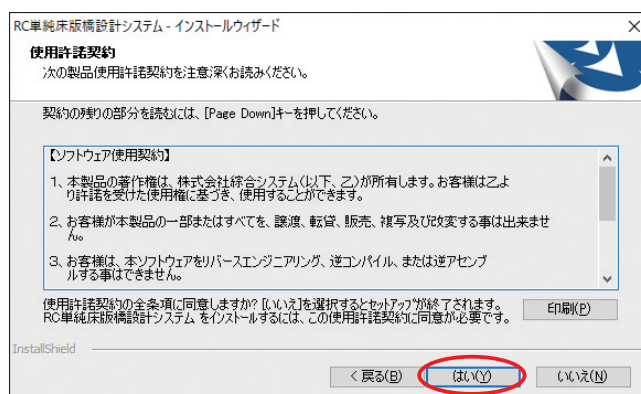 RC単純床版橋設計システム - インストールウィザード
使用許諾契約
次の製品使用許諾契約を注意深くお読みください。
契約の残りの部分を読むには、[Page Down]キーを押してください。
【ソフトウェア使用契約】
1、本製品の著作権は、株式会社綜合システム(以下、乙)が所有します。お客様は乙よ
り許諾を受けた使用権に基づき、使用することができます。
2、お客様が本製品の一部またはすべてを、譲渡、転貸、販売、複写及び改変する事は出来ませ
ん。
3、お客様は、本ソフトウェアをリバースエンジニアリング、逆コンパイル、または逆アセンブ
ルする事はできません。
使用許諾契約の全条項に同意しますか? [いいえ]を選択するとセットアップが終了されます。
RC単純床版橋設計システム をインストールするには、この使用許諾契約に同意が必要です。
印刷(P)
InstallShield
< 戻る(B)
はい(Y)
いいえ(N)